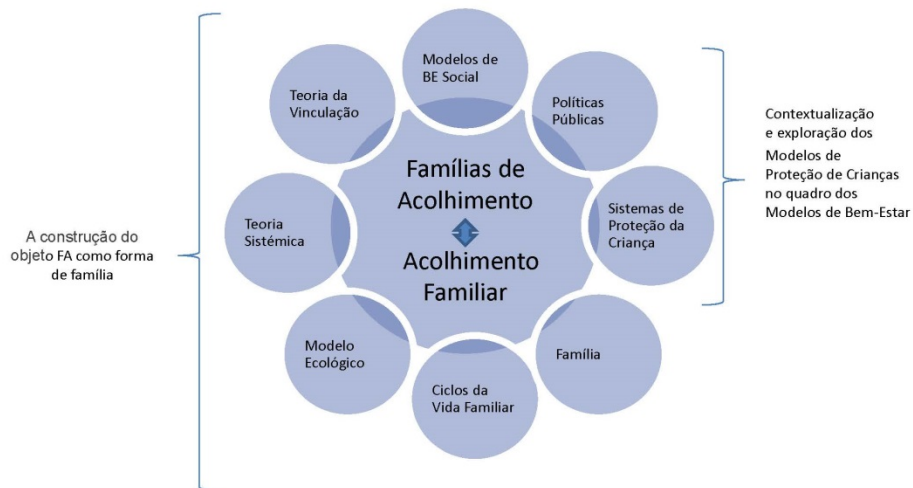 A construção do
objeto FA como forma
de família
Modelos de
BE Social
Teoria da
Vinculação
Políticas
Públicas
Famílias de
Acolhimento
Acolhimento
Familiar
Teoria
Sistémica
Sistemas de
Proteção da
Criança
Modelo
Ecológico
Família
Ciclos da
Vida Familiar
Contextualização
e exploração dos
Modelos de
Proteção de Crianças
no quadro dos
Modelos de Bem-Estar